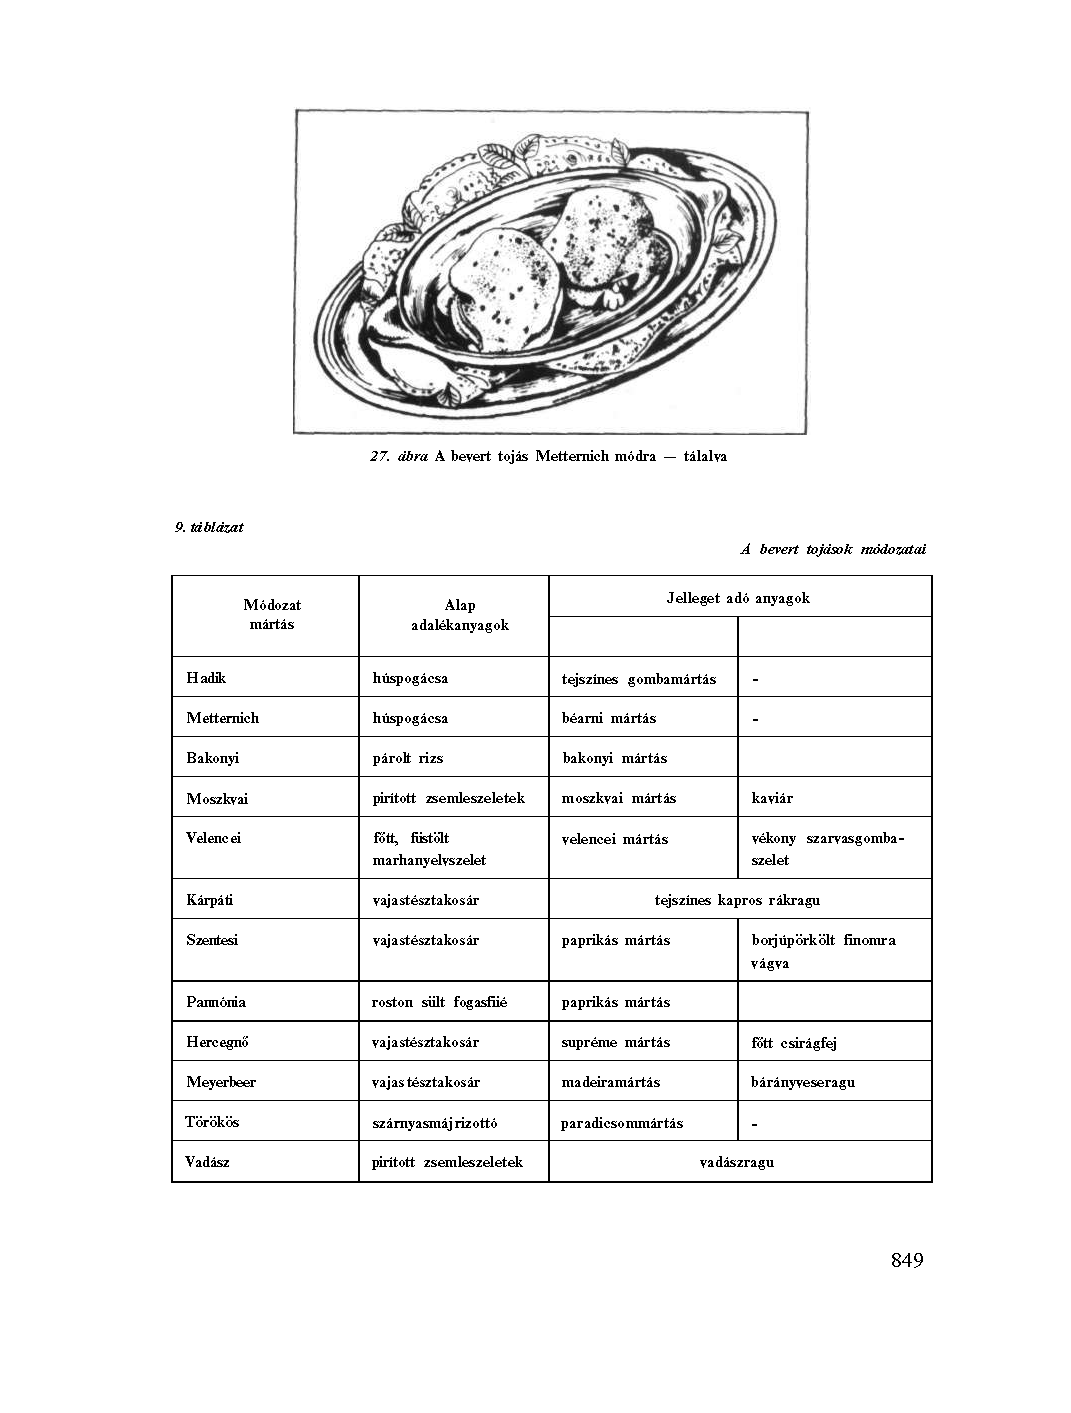 27. ábra A bevert tojás Metternich módra — tálalva
9. táblázat
Á bevert tojások módozatai
Módozat
mártás
Alap
adalékanyagok
Jelleget adó anyagok
Hadik húspogácsa tejszínes gombamártás -
Metternich húspogácsa béarni mártás -
Bakonyi párolt rizs bakonyi mártás
Moszkvai pirított zsemleszeletek moszkvai mártás kaviár
Velencei főtt, füstölt velencei mártás vékony szarvasgomba-
marhanyelvszelet szelet
Kárpáti vajastésztakosár tejszínes kapros rákragu
Szentesi vajastésztakosár paprikás mártás borjúpörkölt finomra
vágva
Pannónia roston sült fogasfiié paprikás mártás
Hercegnő vajastésztakosár supréme mártás főtt csirágfej
Meyerbeer vajastésztakosár madeiramártás bárányveseragu
Törökös szárnyasmájrizottó paradicsommártás -
Vadász pirított zsemleszeletek vadászragu
849